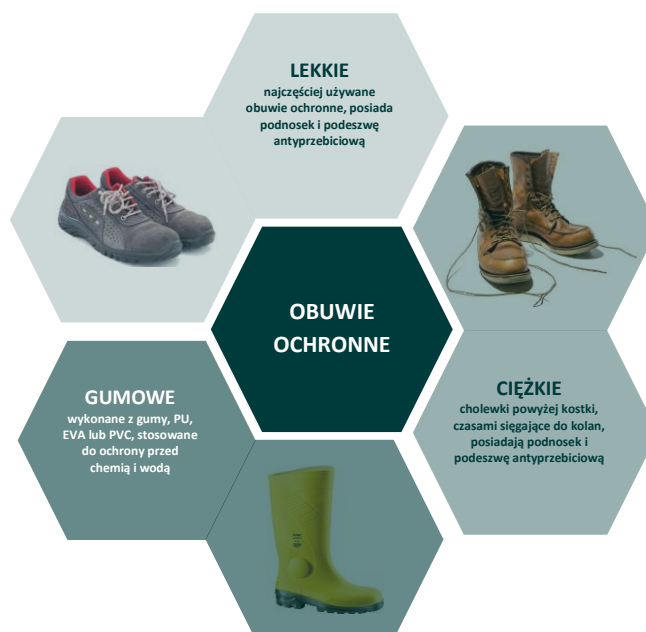 LEKKIE
najczęściej używane
obuwie ochronne, posiada
podnosek i podeszwę
antyprzebiciową
OBUWIE
OCHRONNE
GUMOWE
wykonane z gumy, PU,
EVA lub PVC, stosowane
do ochrony przed
chemią i wodą
CIĘŻKIE
cholewki powyżej kostki,
czasami sięgające do kolan,
posiadają podnosek i
podeszwę antyprzebiciową